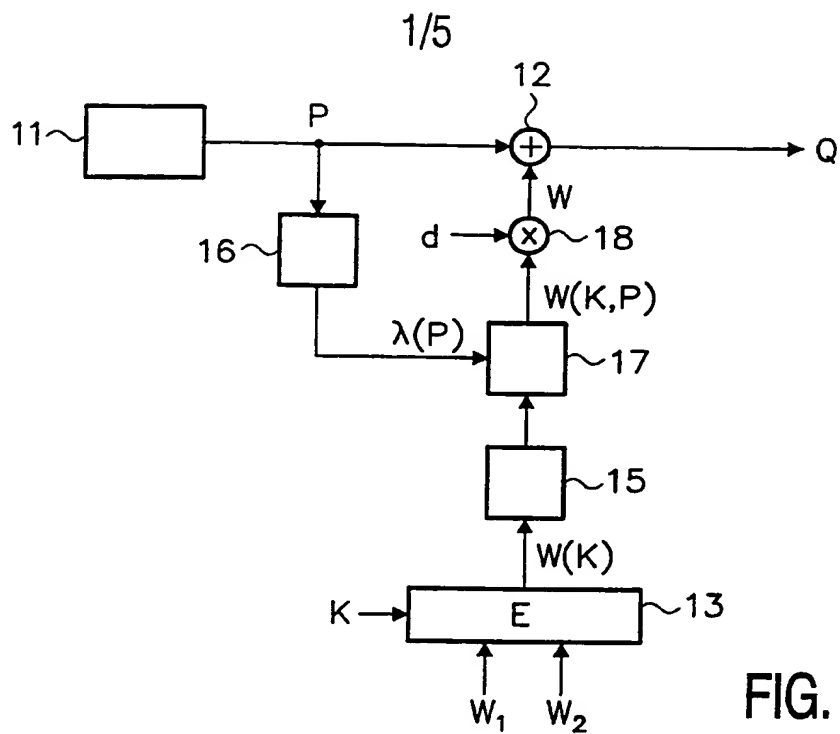 1/5
12
11
P
Q
W
16
d
18
W(K,P)
λ(P)
17
15
W(K)
K
E
13
W₁
W₂
FIG.